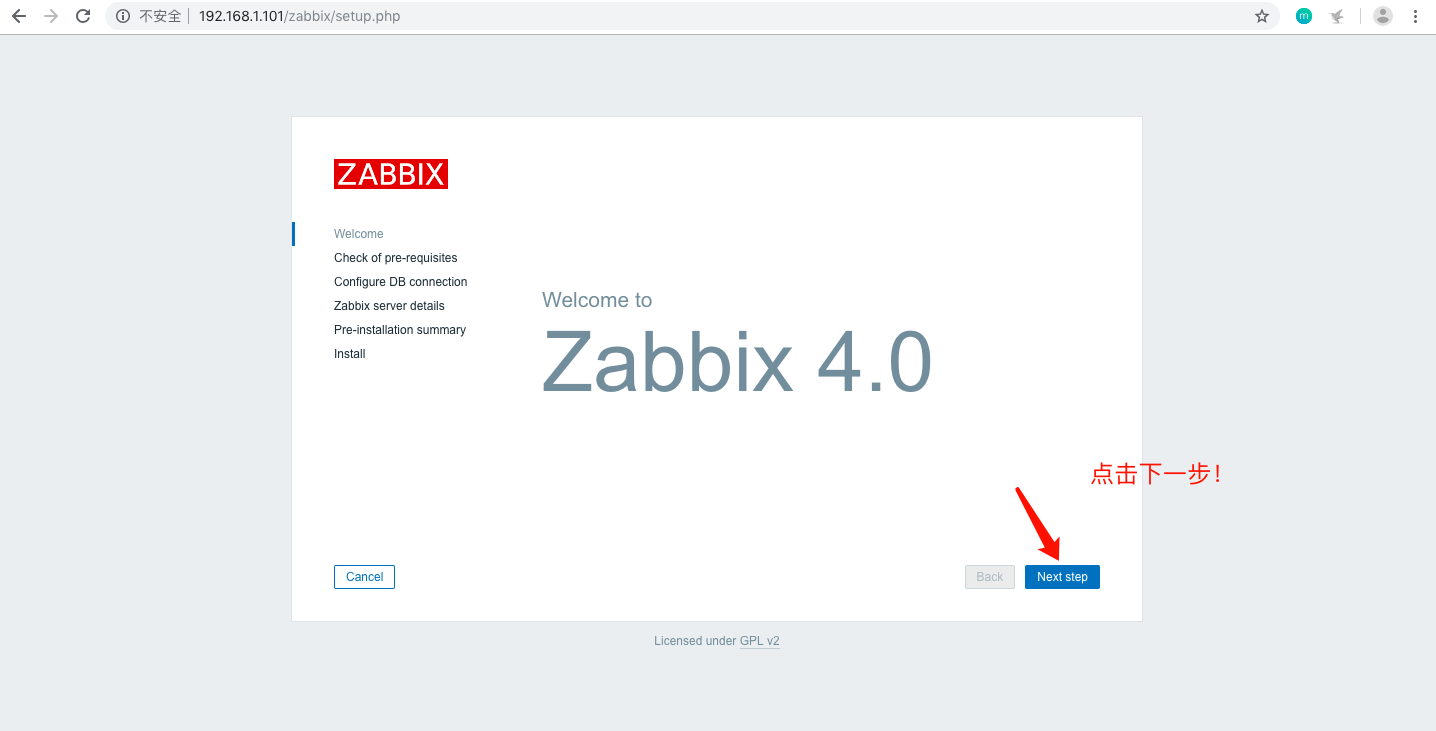 不安全 192.168.1.101/zabbix/setup.php
m
ZABBIX
Welcome
Check of pre-requisites
Configure DB connection
Zabbix server details
Pre-installation summary
Install
Welcome to
Zabbix 4.0
点击下一步！
Cancel
Back
Next step
Licensed under GPL v2